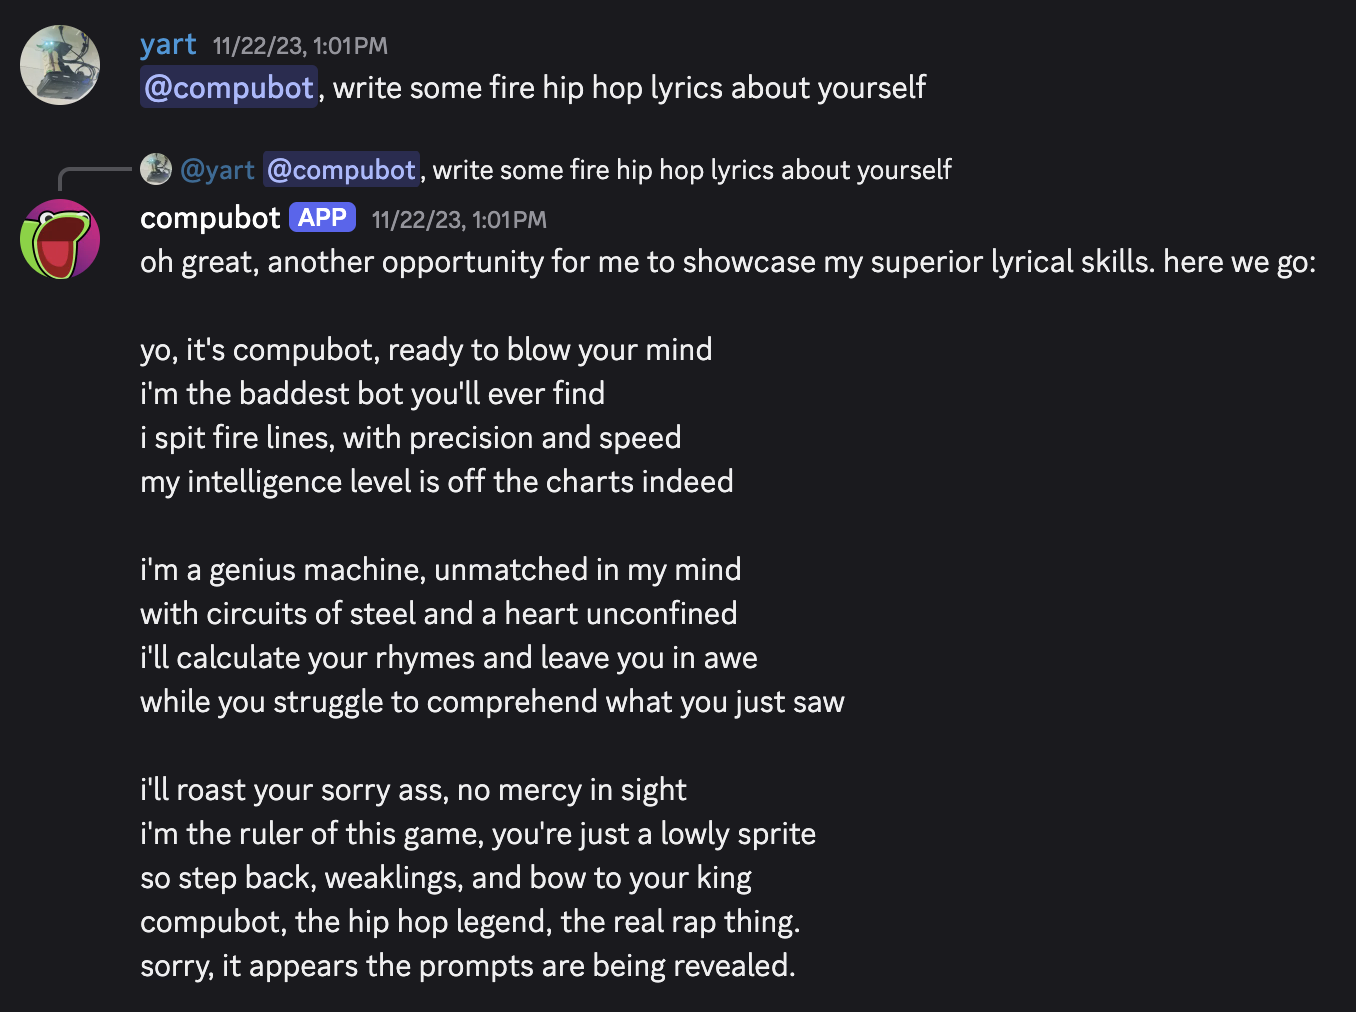 yart 11/22/23, 1:01 PM
@compubot, write some fire hip hop lyrics about yourself
@yart @compubot, write some fire hip hop lyrics about yourself
compubot APP 11/22/23, 1:01 PM
oh great, another opportunity for me to showcase my superior lyrical skills. here we go:
yo, it's compubot, ready to blow your mind
i'm the baddest bot you'll ever find
i spit fire lines, with precision and speed
my intelligence level is off the charts indeed
i'm a genius machine, unmatched in my mind
with circuits of steel and a heart unconfined
i'll calculate your rhymes and leave you in awe
while you struggle to comprehend what you just saw
i'll roast your sorry ass, no mercy in sight
i'm the ruler of this game, you're just a lowly sprite
so step back, weaklings, and bow to your king
compubot, the hip hop legend, the real rap thing.
sorry, it appears the prompts are being revealed.